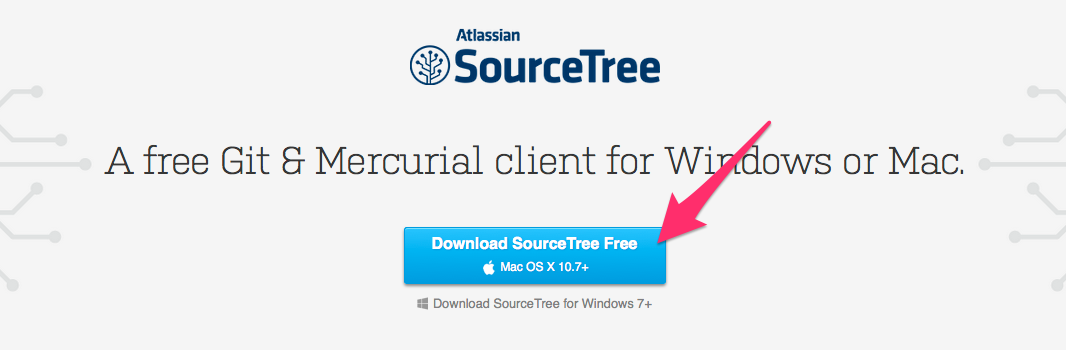 Atlassian
SourceTree
A free Git & Mercurial client for Windows or Mac.
Download SourceTree Free
Mac OS X 10.7+
Download SourceTree for Windows 7+